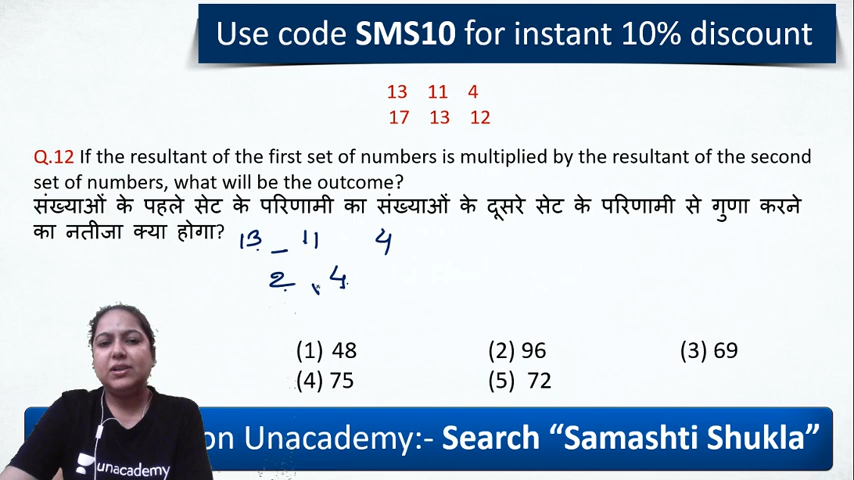 Use code SMS10 for instant 10% discount
13 11 4
17 13 12
Q.12 If the resultant of the first set of numbers is multiplied by the resultant of the second
set of numbers, what will be the outcome?
संख्याओं के पहले सेट के परिणामी का संख्याओं के दूसरे सेट के परिणामी से गुणा करने
का नतीजा क्या होगा?
13 - 11 4
2 4
(1) 48 (2) 96 (3) 69
(4) 75 (5) 72
on Unacademy:- Search “Samashti Shukla”
unacademy